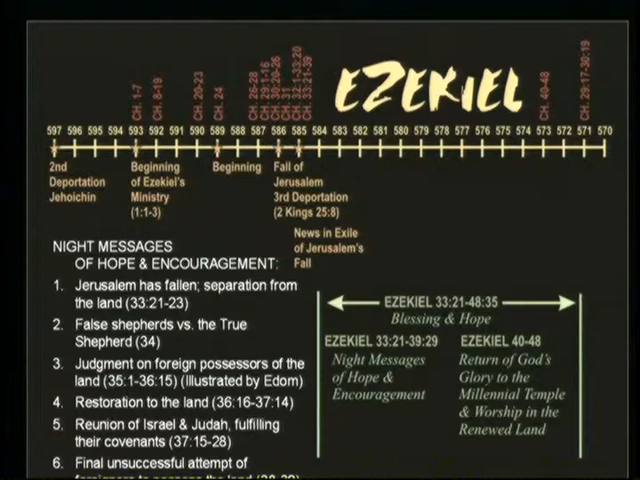 EZEKIEL
CH. 1-7
CH. 8-19
CH. 20-23
CH. 24
CH. 26-28
CH. 29:1-16
CH. 30:20-26
CH. 31
CH. 32:1-33:20
CH. 33:21-39
CH. 40-48
CH. 29:17-30:19
597 596 595 594 593 592 591 590 589 588 587 586 585 584 583 582 581 580 579 578 577 576 575 574 573 572 571 570
2nd
Deportation
Jehoichin
Beginning
of Ezekiel's
Ministry
(1:1-3)
Beginning
Fall of
Jerusalem
3rd Deportation
(2 Kings 25:8)
News in Exile
of Jerusalem's
Fall
NIGHT MESSAGES
OF HOPE & ENCOURAGEMENT:
1. Jerusalem has fallen; separation from
the land (33:21-23)
2. False shepherds vs. the True
Shepherd (34)
3. Judgment on foreign possessors of the
land (35:1-36:15) (Illustrated by Edom)
4. Restoration to the land (36:16-37:14)
5. Reunion of Israel & Judah, fulfilling
their covenants (37:15-28)
6. Final unsuccessful attempt of
EZEKIEL 33:21-48:35
Blessing & Hope
EZEKIEL 33:21-39:29
Night Messages
of Hope &
Encouragement
EZEKIEL 40-48
Return of God's
Glory to the
Millennial Temple
& Worship in the
Renewed Land